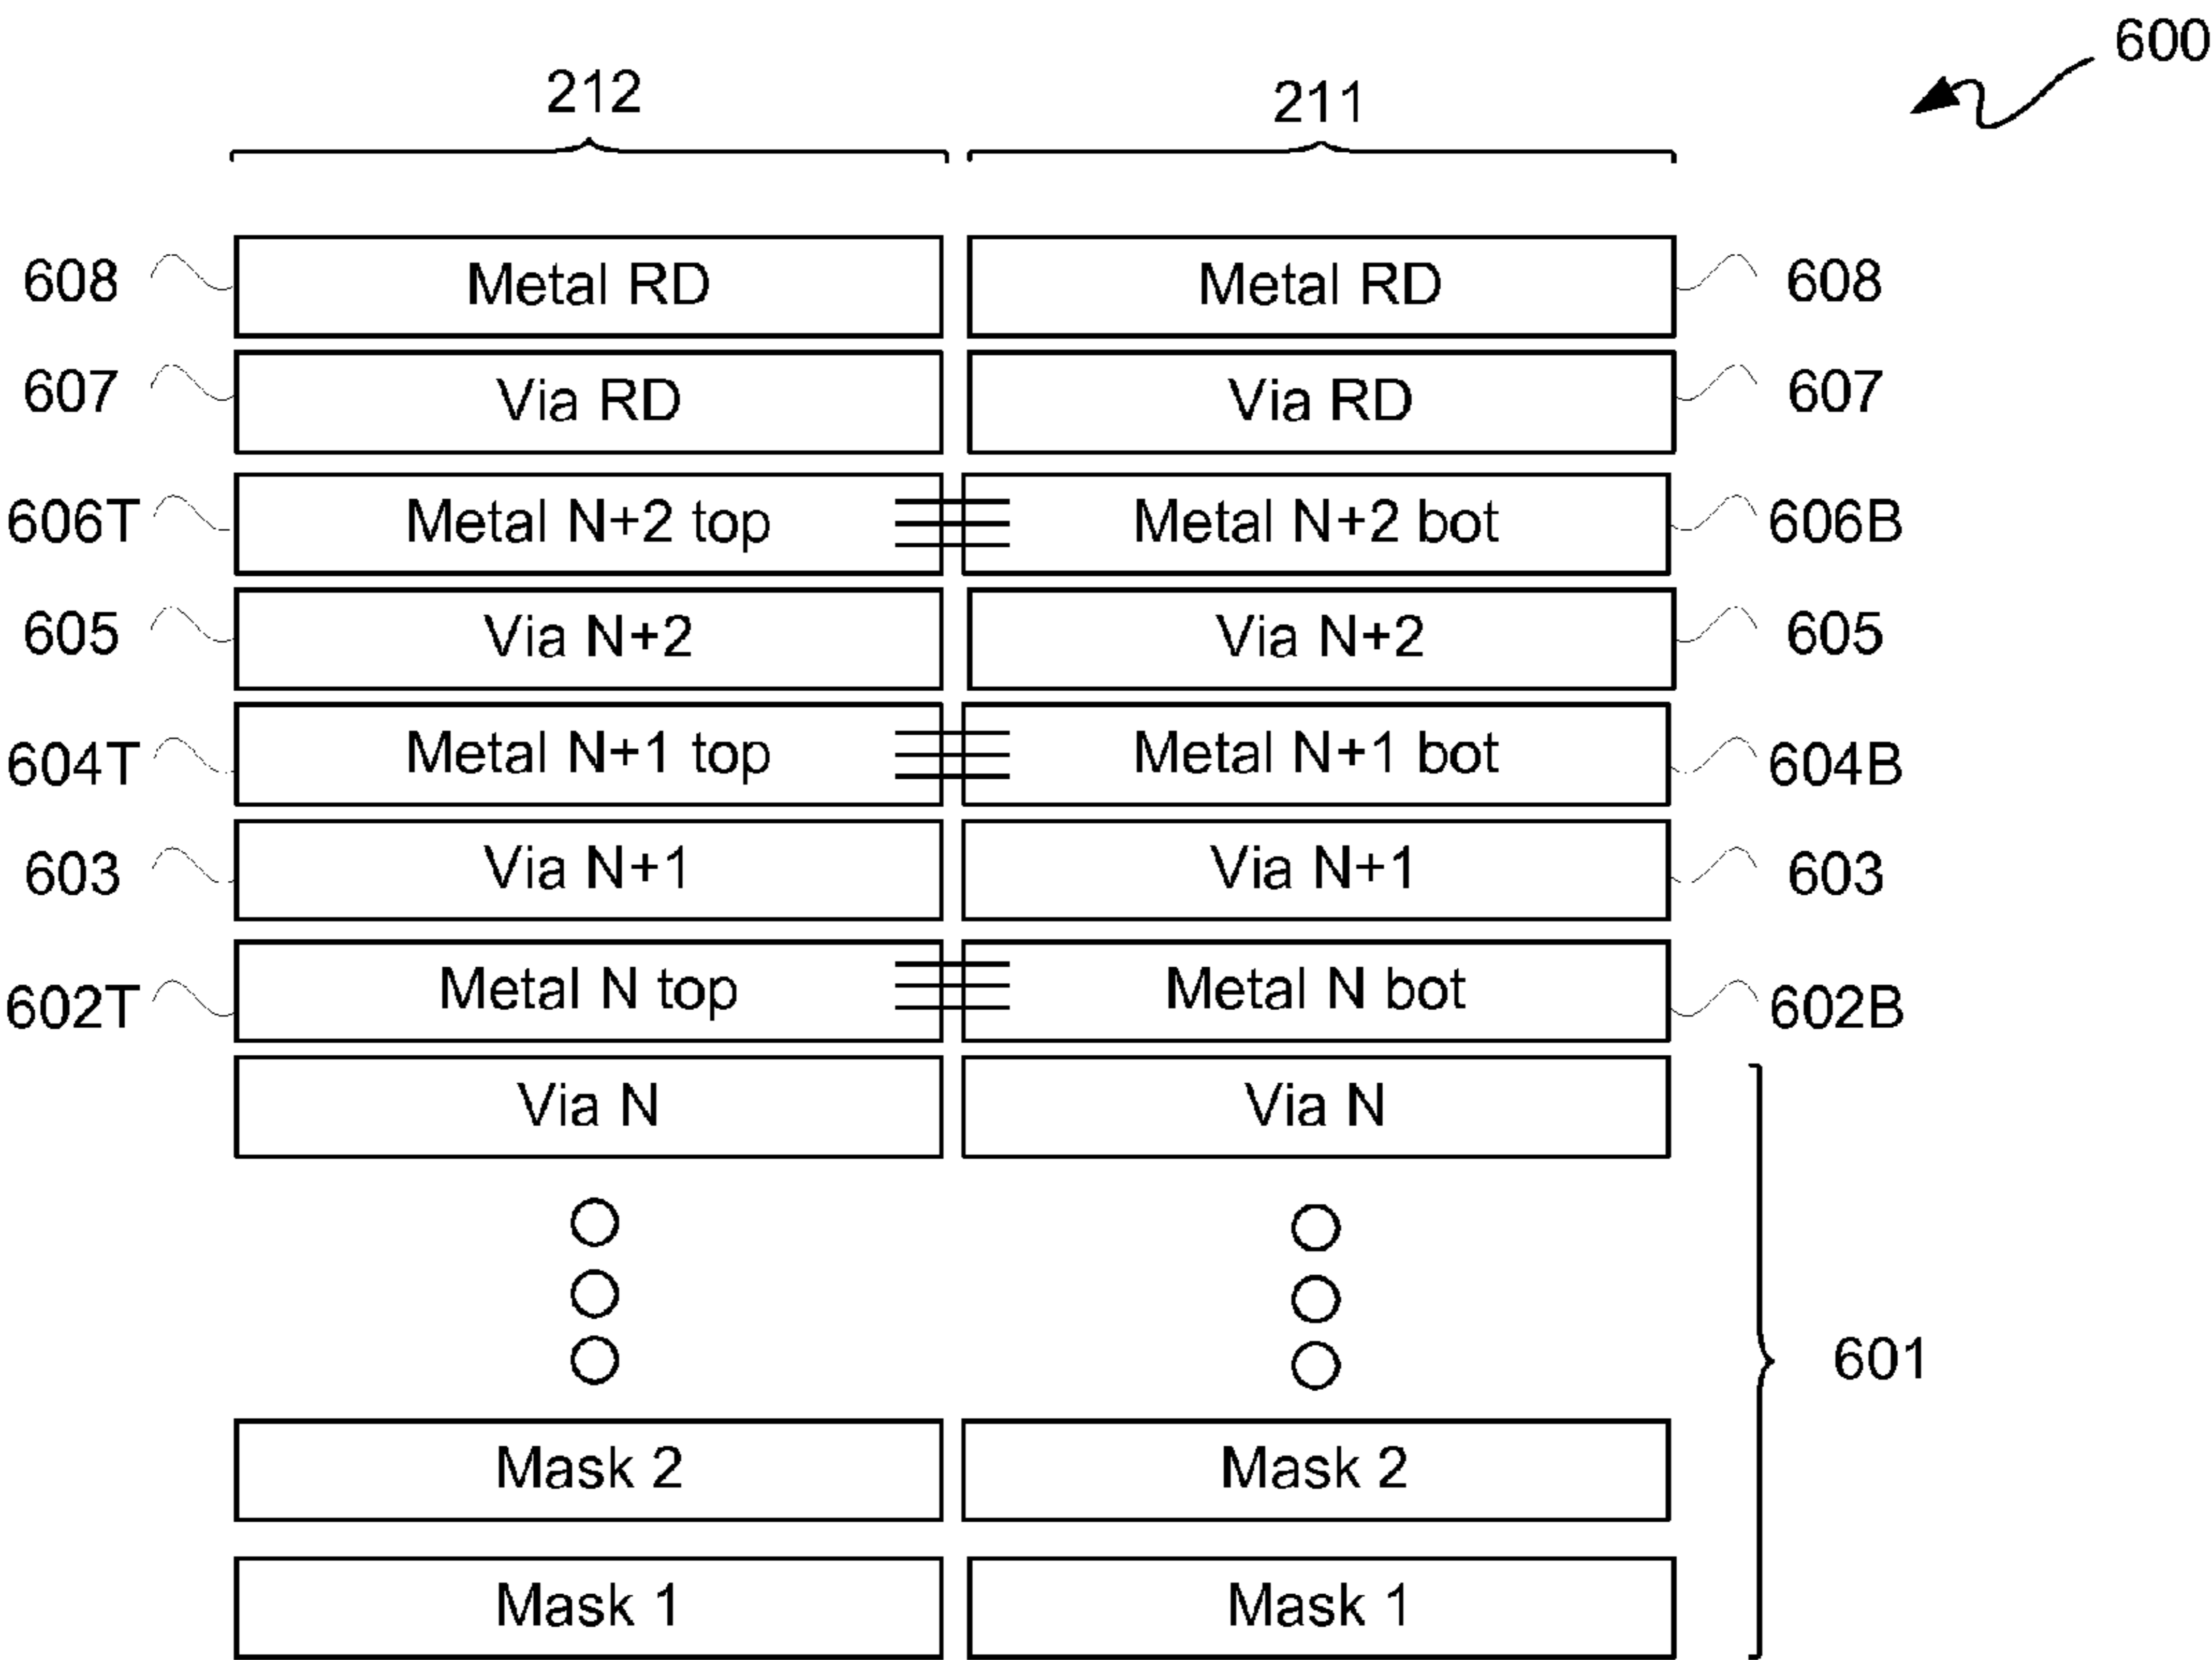 600
212 211
608 Metal RD Metal RD 608
607 Via RD Via RD 607
606T Metal N+2 top Metal N+2 bot 606B
605 Via N+2 Via N+2 605
604T Metal N+1 top Metal N+1 bot 604B
603 Via N+1 Via N+1 603
602T Metal N top Metal N bot 602B
Via N Via N
601
Mask 2 Mask 2
Mask 1 Mask 1